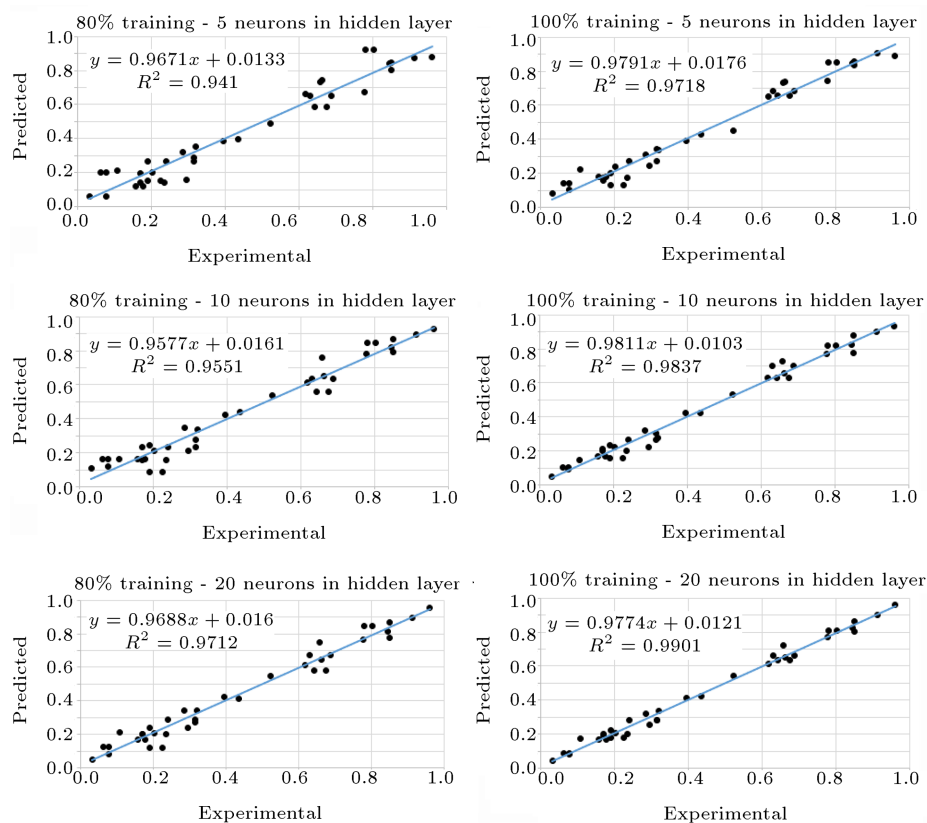 80% training - 5 neurons in hidden layer
1.0
0.8
0.6
0.4
0.2
0.0
Predicted
y = 0.9671x + 0.0133
R² = 0.941
0.0 0.2 0.4 0.6 0.8 1.0
Experimental
100% training - 5 neurons in hidden layer
1.0
0.8
0.6
0.4
0.2
0.0
Predicted
y = 0.9791x + 0.0176
R² = 0.9718
0.0 0.2 0.4 0.6 0.8 1.0
Experimental
80% training - 10 neurons in hidden layer
1.0
0.8
0.6
0.4
0.2
0.0
Predicted
y = 0.9577x + 0.0161
R² = 0.9551
0.0 0.2 0.4 0.6 0.8 1.0
Experimental
100% training - 10 neurons in hidden layer
1.0
0.8
0.6
0.4
0.2
0.0
Predicted
y = 0.9811x + 0.0103
R² = 0.9837
0.0 0.2 0.4 0.6 0.8 1.0
Experimental
80% training - 20 neurons in hidden layer
1.0
0.8
0.6
0.4
0.2
0.0
Predicted
y = 0.9688x + 0.016
R² = 0.9712
0.0 0.2 0.4 0.6 0.8 1.0
Experimental
100% training - 20 neurons in hidden layer
1.0
0.8
0.6
0.4
0.2
0.0
Predicted
y = 0.9774x + 0.0121
R² = 0.9901
0.0 0.2 0.4 0.6 0.8 1.0
Experimental